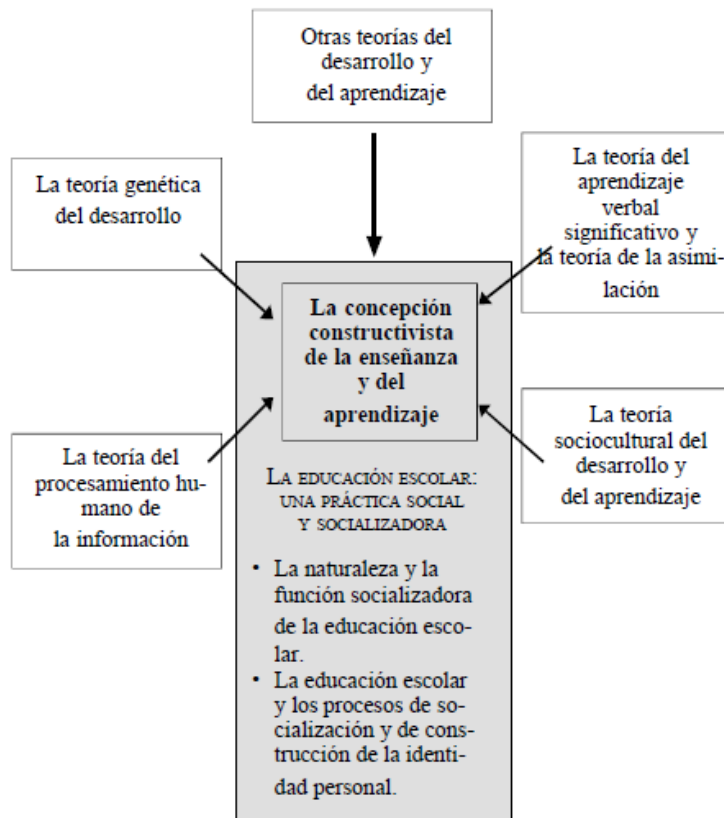 Otras teorías del
desarrollo y
del aprendizaje
La teoría genética
del desarrollo
La teoría del
aprendizaje
verbal
significativo y
la teoría de la asimi-
lación
La concepción
constructivista
de la enseñanza
y del
aprendizaje
La teoría del
procesamiento hu-
mano de
la información
La teoría
sociocultural del
desarrollo y
del aprendizaje
LA EDUCACIÓN ESCOLAR:
UNA PRÁCTICA SOCIAL
Y SOCIALIZADORA
• La naturaleza y la
función socializadora
de la educación esco-
lar.
• La educación escolar
y los procesos de so-
cialización y de cons-
trucción de la identi-
dad personal.